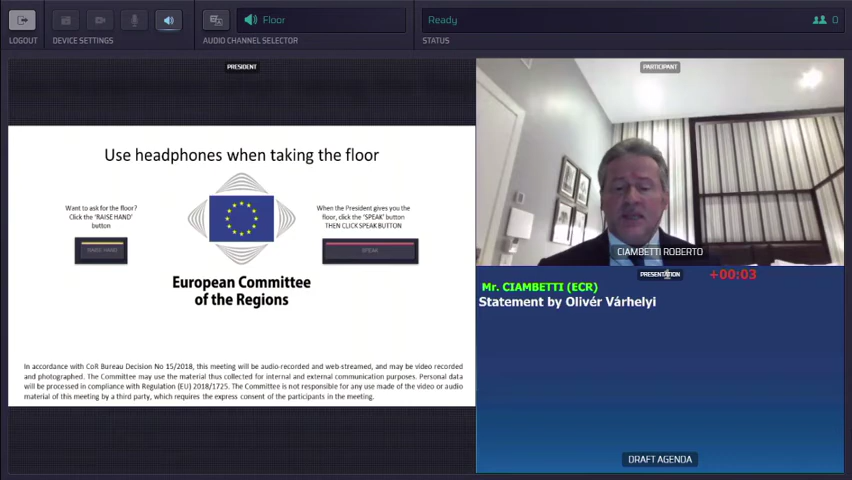 LOGOUT
DEVICE SETTINGS
Floor
AUDIO CHANNEL SELECTOR
Ready
0
STATUS
PRESIDENT
Use headphones when taking the floor
Want to ask for the floor?
Click the 'RAISE HAND'
button
RAISE HAND
When the President gives you the
floor, click the 'SPEAK' button
THEN CLICK SPEAK BUTTON
SPEAK
European Committee
of the Regions
In accordance with CoR Bureau Decision No 15/2018, this meeting will be audio-recorded and web-streamed, and may be video recorded
and photographed. The Committee may use the material thus collected for internal and external communication purposes. Personal data
will be processed in compliance with Regulation (EU) 2018/1725. The Committee is not responsible for any use made of the video or audio
material of this meeting by a third party, which requires the express consent of the participants in the meeting.
PARTICIPANT
CIAMBETTI ROBERTO
PRESENTATION
+00:03
Mr. CIAMBETTI (ECR)
Statement by Olivér Várhelyi
DRAFT AGENDA